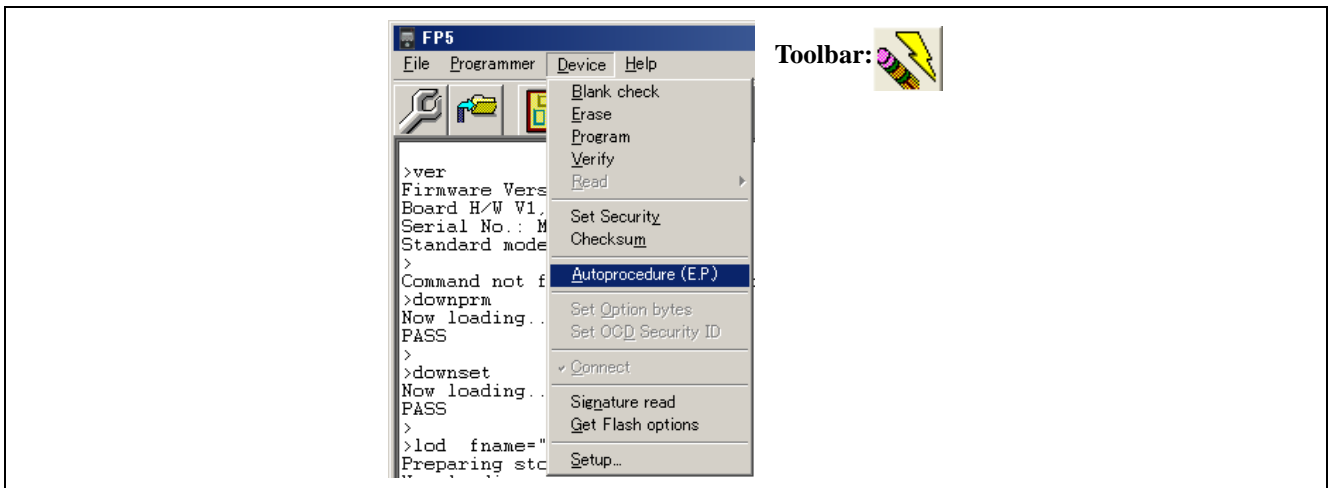 FP5
Toolbar:
File Programmer Device Help
Blank check
Erase
Program
Verify
Read
Set Security
Checksum
Autoprocedure (E.P.)
Set Option bytes
Set OCD Security ID
Connect
Signature read
Get Flash options
Setup...
>ver
Firmware Vers
Board H/W V1,
Serial No.: M
Standard mode
>
Command not f
>downprm
Now loading..
PASS
>
>downset
Now loading..
PASS
>
>lod fname="
Preparing sto